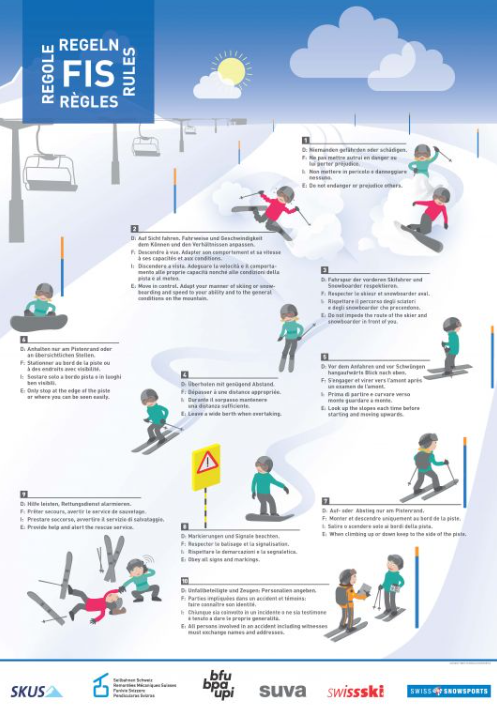 REGOLE
REGELN
FIS
RÈGLES
RULES
1
D: Niemanden gefährden oder schädigen.
F: Ne pas mettre autrui en danger ou
lui porter préjudice.
I: Non mettere in pericolo o danneggiare
nessuno.
E: Do not endanger or prejudice others.
2
D: Auf Sicht fahren. Fahrweise und Geschwindigkeit
dem Können und den Verhältnissen anpassen.
F: Descendre à vue. Adapter son comportement et sa vitesse
à ses capacités et aux conditions.
I: Discendere a vista. Adeguare la velocità e il comporta-
mento alle proprie capacità nonché alle condizioni della
pista e al meteo.
E: Move in control. Adapt your manner of skiing or snow-
boarding and speed to your ability and to the general
conditions on the mountain.
3
D: Fahrspur der vorderen Skifahrer und
Snowboarder respektieren.
F: Respecter le skieur et snowboarder aval.
I: Rispettare il percorso degli sciatori
e degli snowboarder che precedono.
E: Do not impede the route of the skier and
snowboarder in front of you.
6
D: Anhalten nur am Pistenrand oder
an übersichtlichen Stellen.
F: Stationner au bord de la piste ou
à des endroits avec visibilité.
I: Sostare solo a bordo pista o in luoghi
ben visibili.
E: Only stop at the edge of the piste
or where you can be seen easily.
4
D: Überholen mit genügend Abstand.
F: Dépasser à une distance appropriée.
I: Durante il sorpasso mantenere
una distanza sufficiente.
E: Leave a wide berth when overtaking.
5
D: Vor dem Anfahren und vor Schwüngen
hangaufwärts Blick nach oben.
F: S'engager et virer vers l'amont après
un examen de l'amont.
I: Prima di partire e curvare verso
monte guardare a monte.
E: Look up the slopes each time before
starting and moving upwards.
9
D: Hilfe leisten, Rettungsdienst alarmieren.
F: Prêter secours, avertir le service de sauvetage.
I: Prestare soccorso, avvertire il servizio di salvataggio.
E: Provide help and alert the rescue service.
8
D: Markierungen und Signale beachten.
F: Respecter le balisage et la signalisation.
I: Rispettare le demarcazioni e la segnaletica.
E: Obey all signs and markings.
7
D: Auf- oder Abstieg nur am Pistenrand.
F: Monter et descendre uniquement au bord de la piste.
I: Salire o scendere solo ai bordi della pista.
E: When climbing up or down keep to the side of the piste.
10
D: Unfallbeteiligte und Zeugen: Personalien angeben.
F: Parties impliquées dans un accident et témoins:
faire connaître son identité.
I: Chiunque sia coinvolto in un incidente o ne sia testimone
è tenuto a dare le proprie generalità.
E: All persons involved in an accident including witnesses
must exchange names and addresses.
SKUS
Seilbahnen Schweiz
Remontées Mécaniques Suisses
Funivie Svizzere
Pendicularas Svizras
bfu
bpa
upi
suva
swiss ski
SWISS SNOWSPORTS